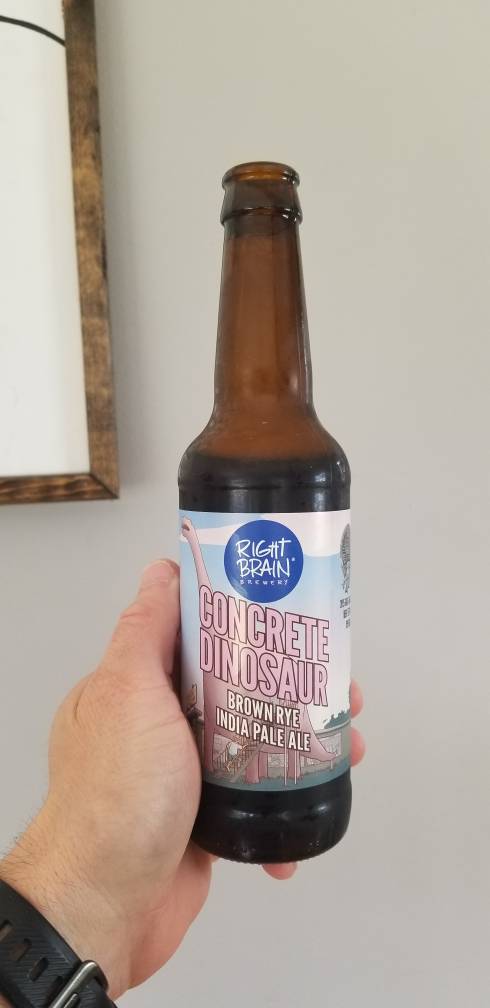 RIGHT
BRAIN
BREWERY
CONCRETE
DINOSAUR
BROWN RYE
INDIA PALE ALE